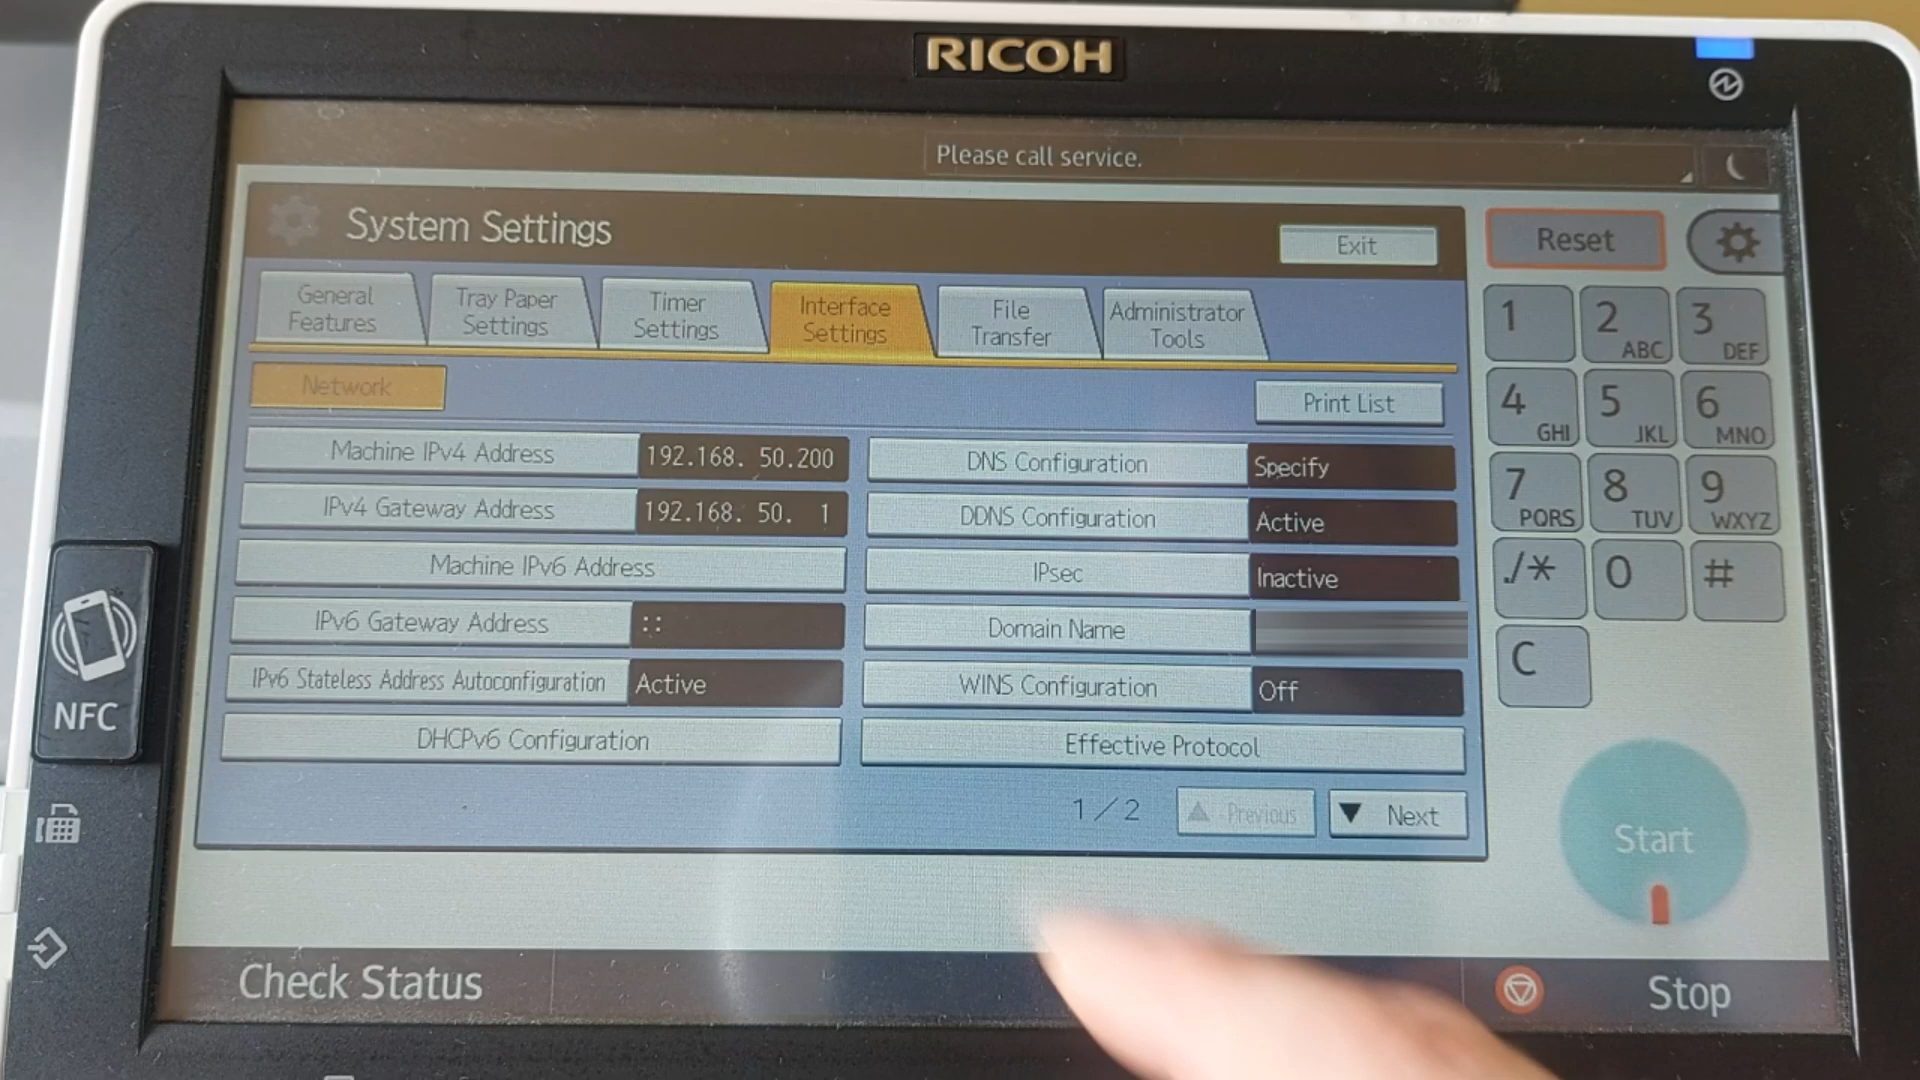 RICOH
Please call service.
System Settings
Exit
Reset
General Features
Tray Paper Settings
Timer Settings
Interface Settings
File Transfer
Administrator Tools
Network
Print List
Machine IPv4 Address 192.168. 50.200
DNS Configuration Specify
IPv4 Gateway Address 192.168. 50. 1
DDNS Configuration Active
Machine IPv6 Address
IPsec Inactive
IPv6 Gateway Address ::
Domain Name
IPv6 Stateless Address Autoconfiguration Active
WINS Configuration Off
DHCPv6 Configuration
Effective Protocol
1/2
▲ Previous
▼ Next
1
2 ABC
3 DEF
4 GHI
5 JKL
6 MNO
7 PQRS
8 TUV
9 WXYZ
./*
0
#
C
Start
NFC
Check Status
Stop